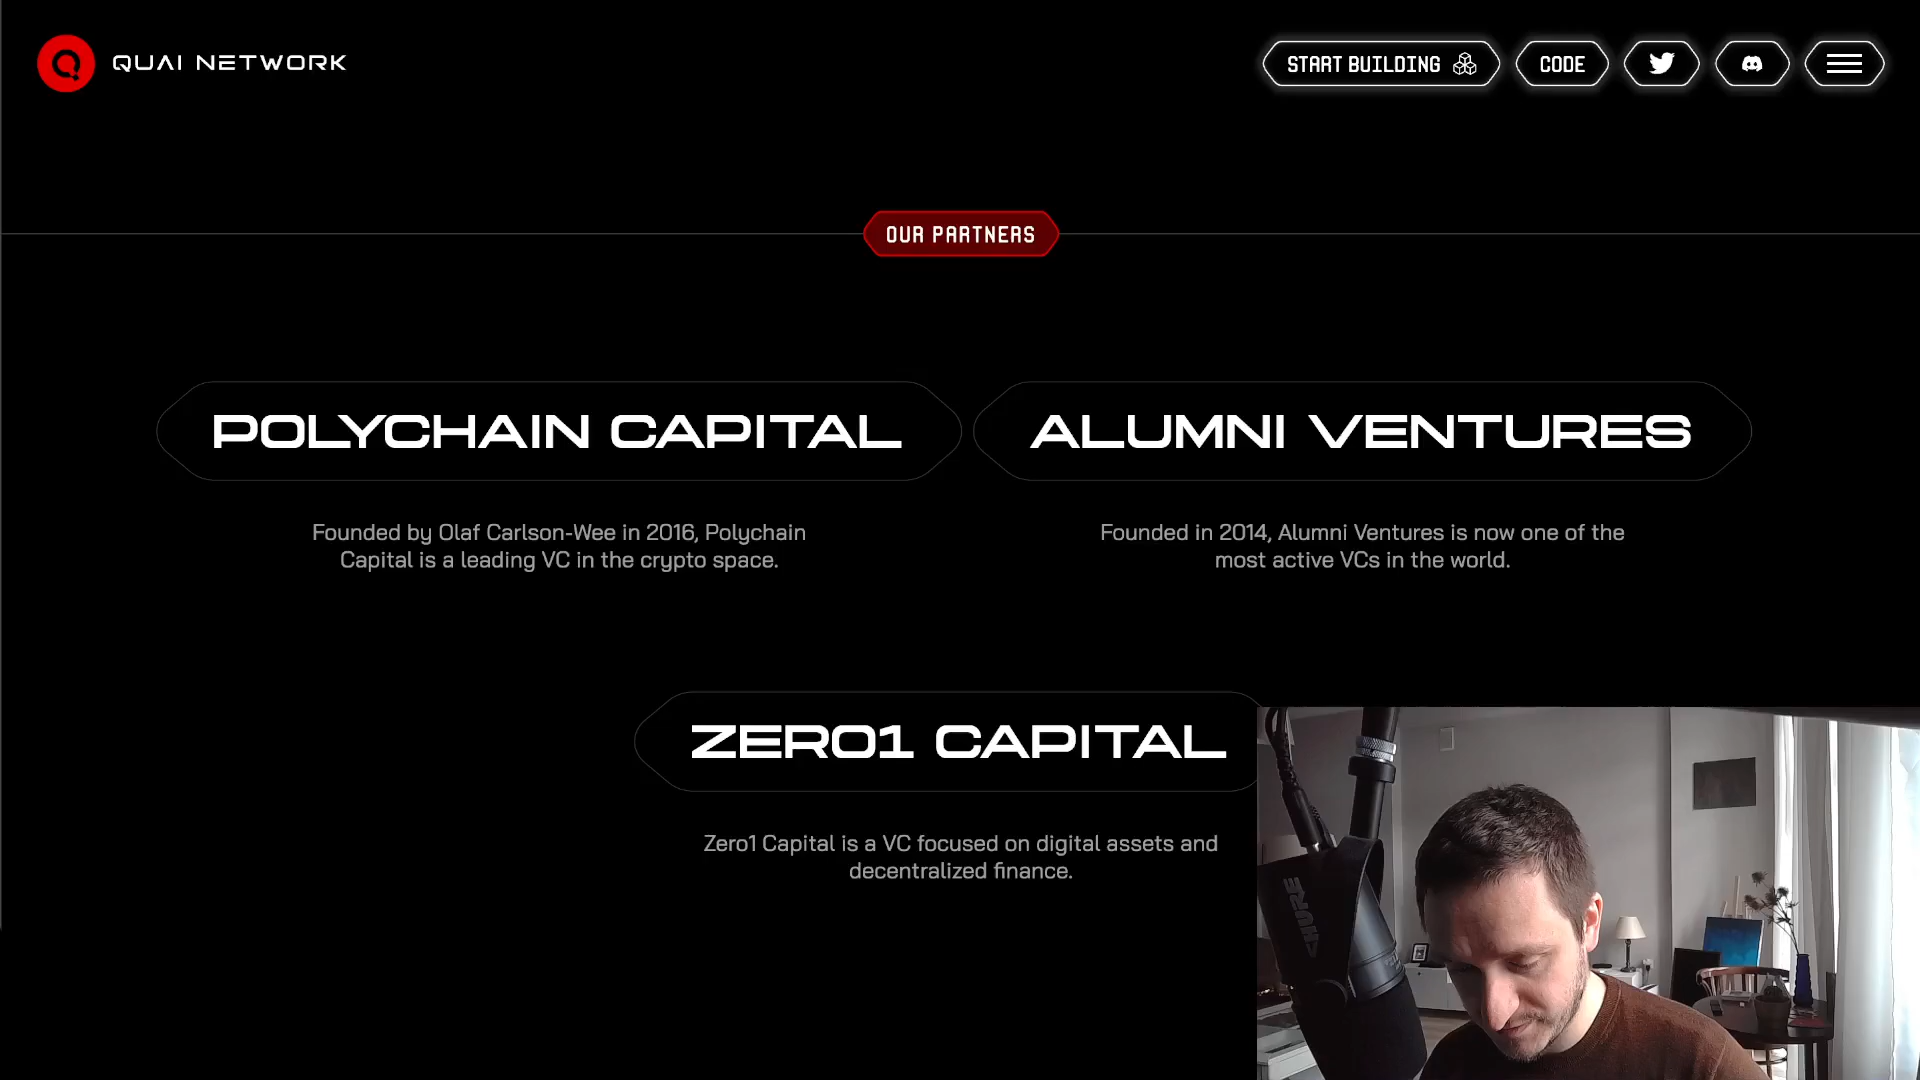 QUAI NETWORK
START BUILDING
CODE
OUR PARTNERS
POLYCHAIN CAPITAL
ALUMNI VENTURES
Founded by Olaf Carlson-Wee in 2016, Polychain
Capital is a leading VC in the crypto space.
Founded in 2014, Alumni Ventures is now one of the
most active VCs in the world.
ZERO1 CAPITAL
Zero1 Capital is a VC focused on digital assets and
decentralized finance.
SHURE